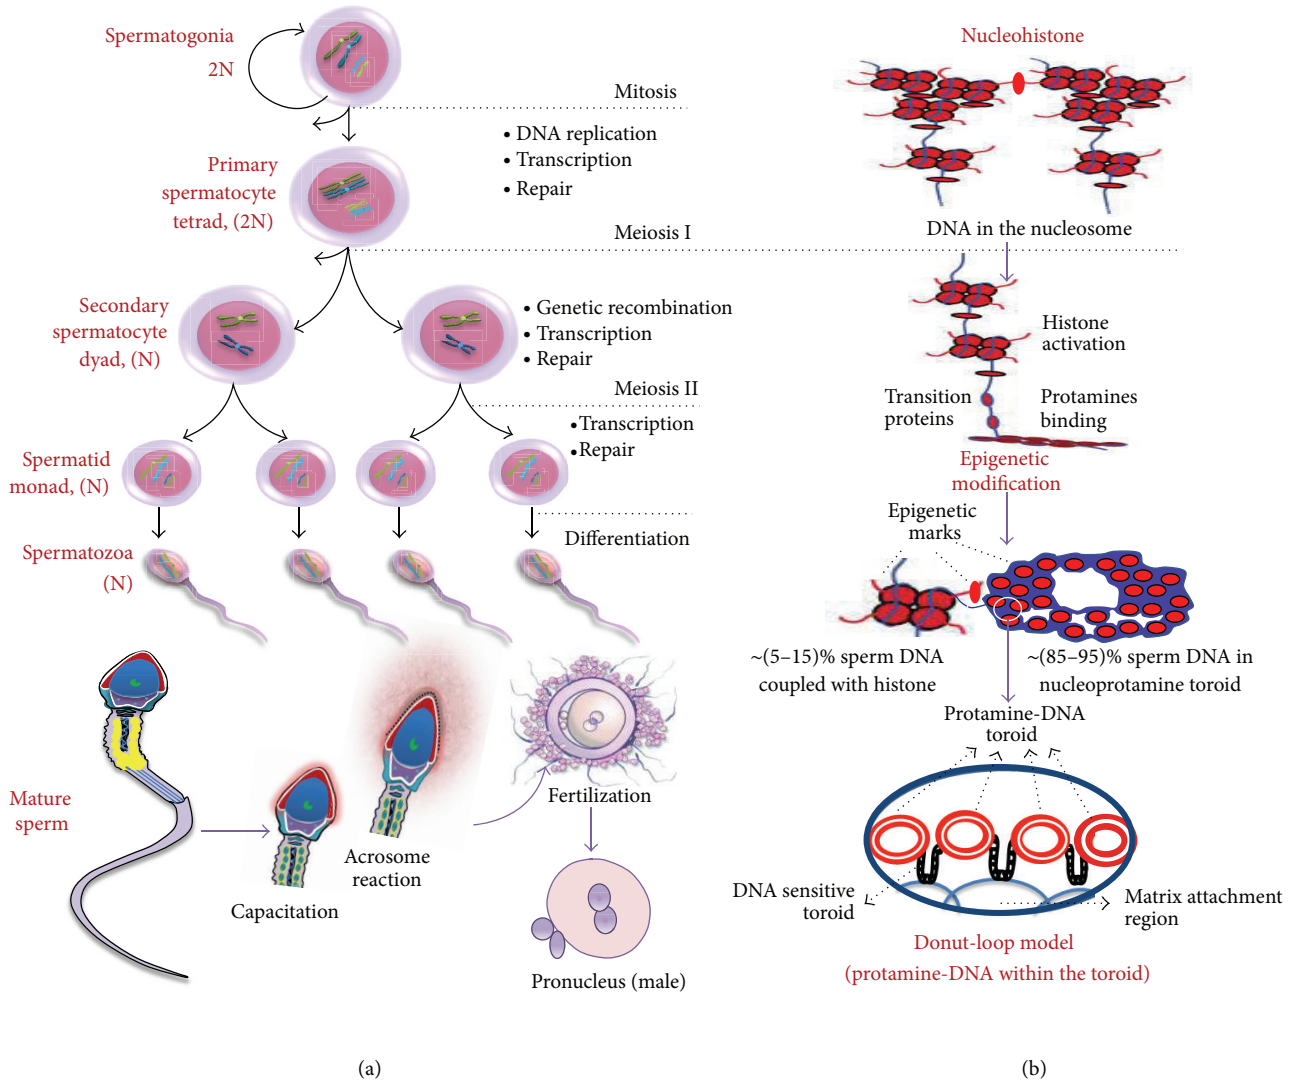 Spermatogonia
2N
Mitosis
• DNA replication
• Transcription
• Repair
Primary
spermatocyte
tetrad, (2N)
Meiosis I
Secondary
spermatocyte
dyad, (N)
• Genetic recombination
• Transcription
• Repair
Meiosis II
• Transcription
• Repair
Spermatid
monad, (N)
Differentiation
Spermatozoa
(N)
Mature
sperm
Capacitation
Acrosome
reaction
Fertilization
Pronucleus (male)
(a)
Nucleohistone
DNA in the nucleosome
Histone
activation
Transition
proteins
Protamines
binding
Epigenetic
modification
Epigenetic
marks
~(5–15)% sperm DNA
coupled with histone
~(85–95)% sperm DNA in
nucleoprotamine toroid
Protamine-DNA
toroid
DNA sensitive
toroid
Matrix attachment
region
Donut-loop model
(protamine-DNA within the toroid)
(b)